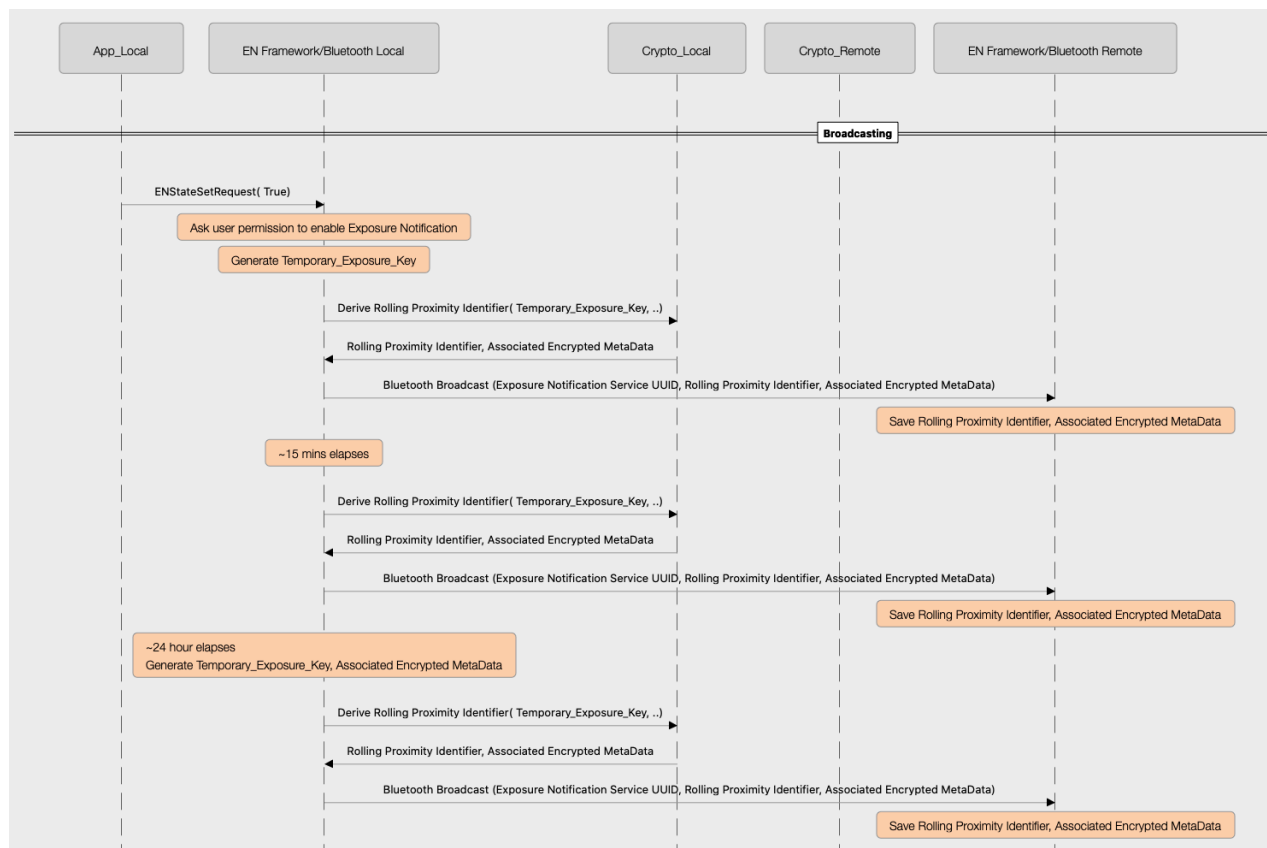 App_Local
EN Framework/Bluetooth Local
Crypto_Local
Crypto_Remote
EN Framework/Bluetooth Remote
Broadcasting
ENStateSetRequest( True)
Ask user permission to enable Exposure Notification
Generate Temporary_Exposure_Key
Derive Rolling Proximity Identifier( Temporary_Exposure_Key, ..)
Rolling Proximity Identifier, Associated Encrypted MetaData
Bluetooth Broadcast (Exposure Notification Service UUID, Rolling Proximity Identifier, Associated Encrypted MetaData)
Save Rolling Proximity Identifier, Associated Encrypted MetaData
~15 mins elapses
Derive Rolling Proximity Identifier( Temporary_Exposure_Key, ..)
Rolling Proximity Identifier, Associated Encrypted MetaData
Bluetooth Broadcast (Exposure Notification Service UUID, Rolling Proximity Identifier, Associated Encrypted MetaData)
Save Rolling Proximity Identifier, Associated Encrypted MetaData
~24 hour elapses
Generate Temporary_Exposure_Key, Associated Encrypted MetaData
Derive Rolling Proximity Identifier( Temporary_Exposure_Key, ..)
Rolling Proximity Identifier, Associated Encrypted MetaData
Bluetooth Broadcast (Exposure Notification Service UUID, Rolling Proximity Identifier, Associated Encrypted MetaData)
Save Rolling Proximity Identifier, Associated Encrypted MetaData